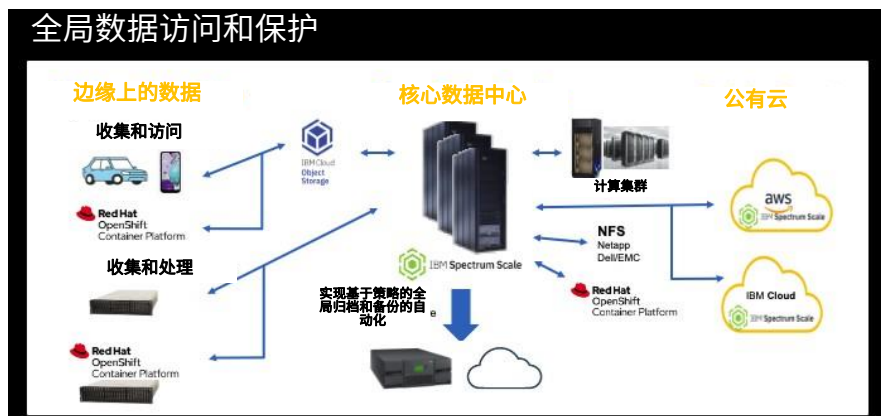 全局数据访问和保护
边缘上的数据
核心数据中心
公有云
收集和访问
IBM Cloud
Object
Storage
计算集群
Red Hat
OpenShift
Container Platform
aws
IBM Spectrum Scale
NFS
Netapp
Dell/EMC
收集和处理
IBM Spectrum Scale
Red Hat
OpenShift
Container Platform
IBM Cloud
IBM Spectrum Scale
实现基于策略的全
局归档和备份的自
动化
e
Red Hat
OpenShift
Container Platform